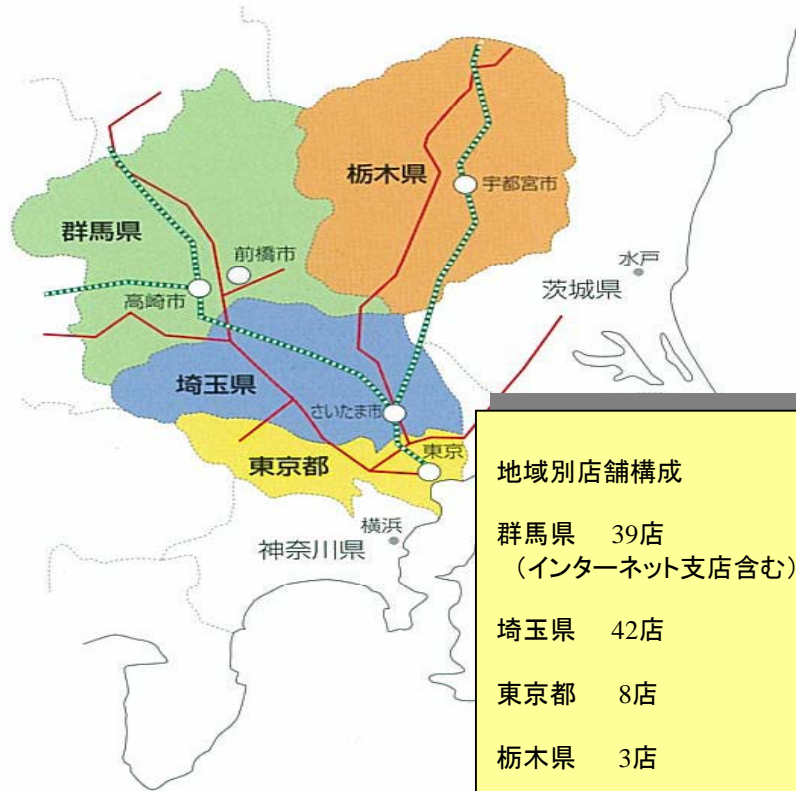 栃木県
宇都宮市
群馬県
前橋市
水戸
高崎市
茨城県
埼玉県
さいたま市
東京都
東京
横浜
神奈川県
地域別店舗構成
群馬県 39店
（インターネット支店含む）
埼玉県 42店
東京都 8店
栃木県 3店